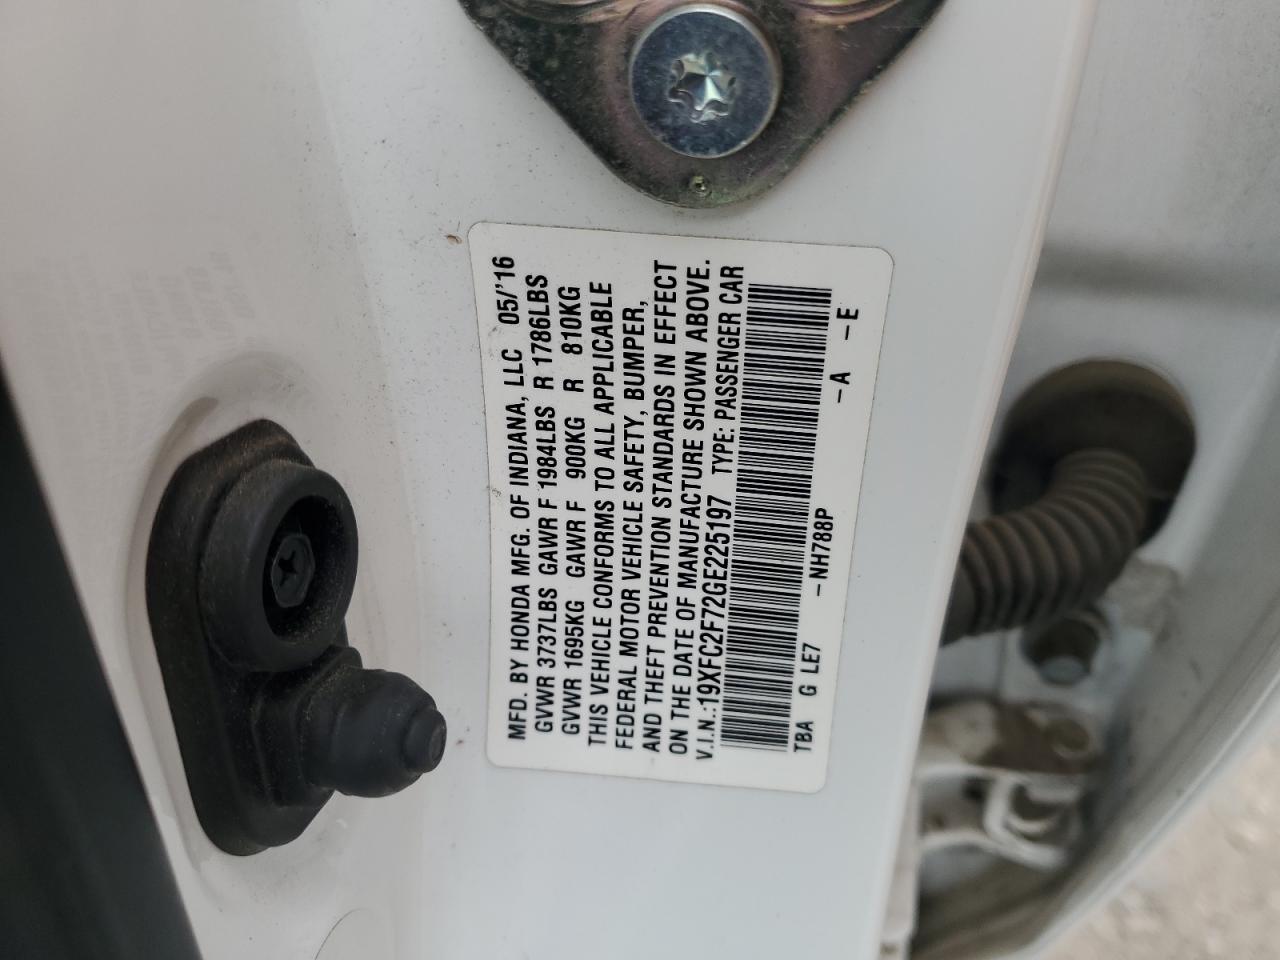 MFD. BY HONDA MFG. OF INDIANA, LLC 05/'16
GVWR 3737LBS GAWR F 1984LBS R 1786LBS
GVWR 1695KG GAWR F 900KG R 810KG
THIS VEHICLE CONFORMS TO ALL APPLICABLE
FEDERAL MOTOR VEHICLE SAFETY, BUMPER,
AND THEFT PREVENTION STANDARDS IN EFFECT
ON THE DATE OF MANUFACTURE SHOWN ABOVE.
V.I.N.:19XFC2F72GE225197 TYPE: PASSENGER CAR
TBA G LE7 –NH788P –A –E